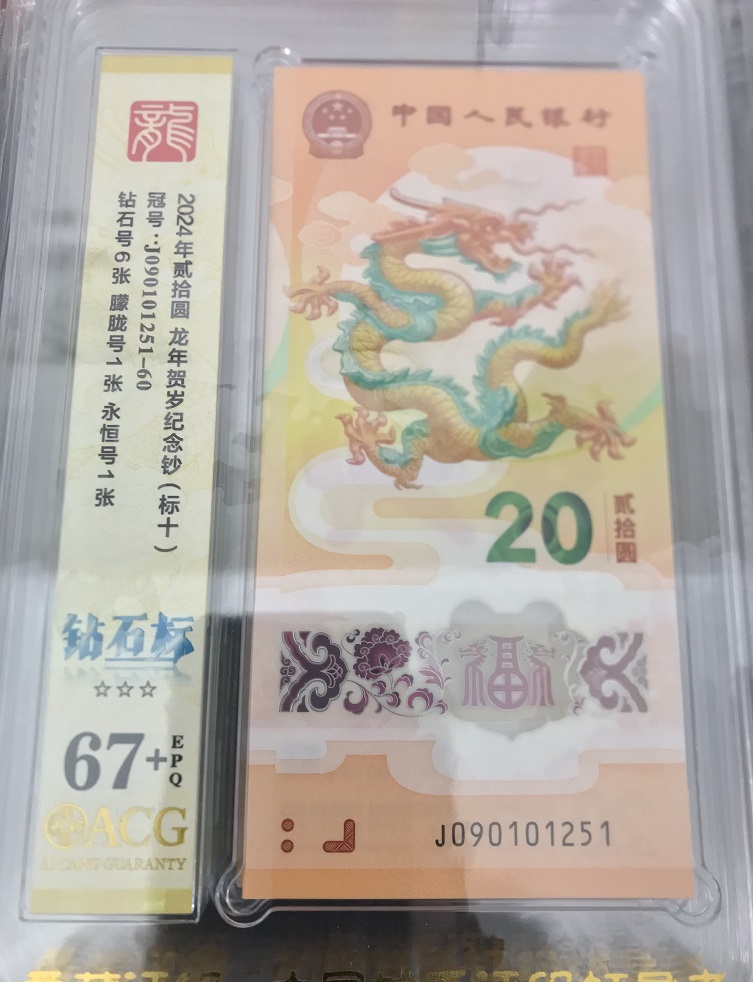 龍
2024年贰拾圆 龙年贺岁纪念钞（标十）
冠号：J090101251-60
钻石号6张 朦胧号1张 永恒号1张
钻石标
☆☆☆
67+
EPQ
ACG
GUARANTY
中国人民银行
20
贰拾圆
福
J090101251